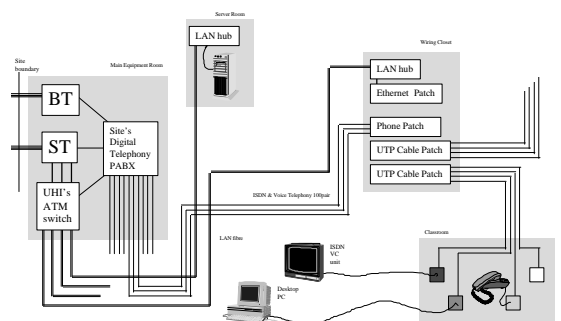 Server Room
LAN hub
Site
boundary
Main Equipment Room
BT
ST
UHI's
ATM
switch
Site's
Digital
Telephony
PABX
Wiring Closet
LAN hub
Ethernet Patch
Phone Patch
UTP Cable Patch
UTP Cable Patch
ISDN & Voice Telephony 100pair
LAN fibre
ISDN
VC
unit
Desktop
PC
Classroom